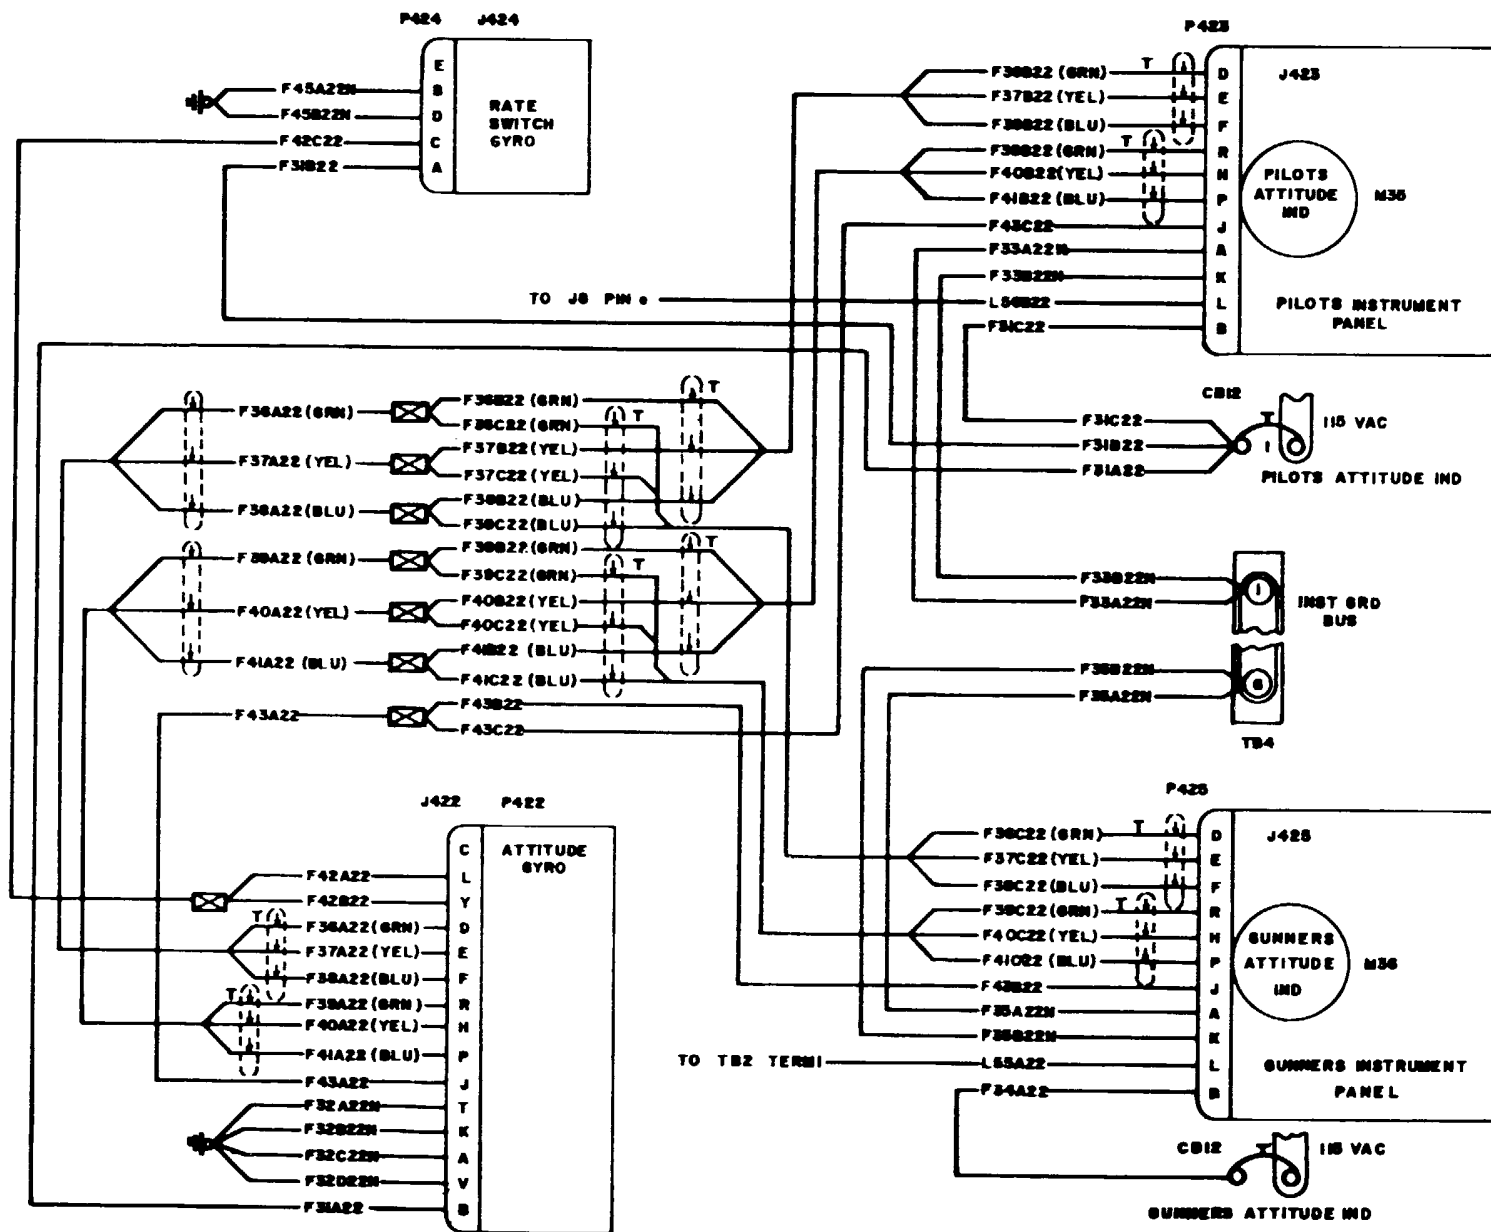 P424 J424
E
F45A22N B
F45B22N D
F42C22 C
F31B22 A
RATE
SWITCH
GYRO
P423
J423
T
F36B22 (GRN) D
F37B22 (YEL) E
F38B22 (BLU) F
T
F39B22 (GRN) R
F40B22 (YEL) H
F41B22 (BLU) P
F43C22 J
F33A22N A
F33B22N K
TO J8 PIN L56B22 L
F31C22 B
PILOTS
ATTITUDE
IND
M35
PILOTS INSTRUMENT
PANEL
CB12
115 VAC
F31C22
F31B22
F31A22
1
PILOTS ATTITUDE IND
F36A22 (GRN)
F37A22 (YEL)
F38A22 (BLU)
F39A22 (GRN)
F40A22 (YEL)
F41A22 (BLU)
F43A22
F36B22 (GRN) T
F36C22 (GRN) T
F37B22 (YEL)
F37C22 (YEL)
F38B22 (BLU)
F38C22 (BLU)
F39B22 (GRN) T
F39C22 (GRN) T
F40B22 (YEL)
F40C22 (YEL)
F41B22 (BLU)
F41C22 (BLU)
F43B22
F43C22
F33B22N 1
F33A22N
INST GRD
BUS
F35B22N
F35A22N
TB4
J422 P422
ATTITUDE
GYRO
C
F42A22 L
F42B22 Y
T F36A22 (GRN) D
F37A22 (YEL) E
F38A22 (BLU) F
T F39A22 (GRN) R
F40A22 (YEL) H
F41A22 (BLU) P
F43A22 J
F32A22N T
F32B22N K
F32C22N A
F32D22N V
F31A22 B
P425
J425
F36C22 (GRN) T D
F37C22 (YEL) E
F38C22 (BLU) F
F39C22 (GRN) T R
F40C22 (YEL) H
F41C22 (BLU) P
F43B22 J
F35A22N A
F35B22N K
TO TB2 TERM1 L55A22 L
F34A22 B
GUNNERS
ATTITUDE
IND
M36
GUNNERS INSTRUMENT
PANEL
CB12
115 VAC
GUNNERS ATTITUDE IND